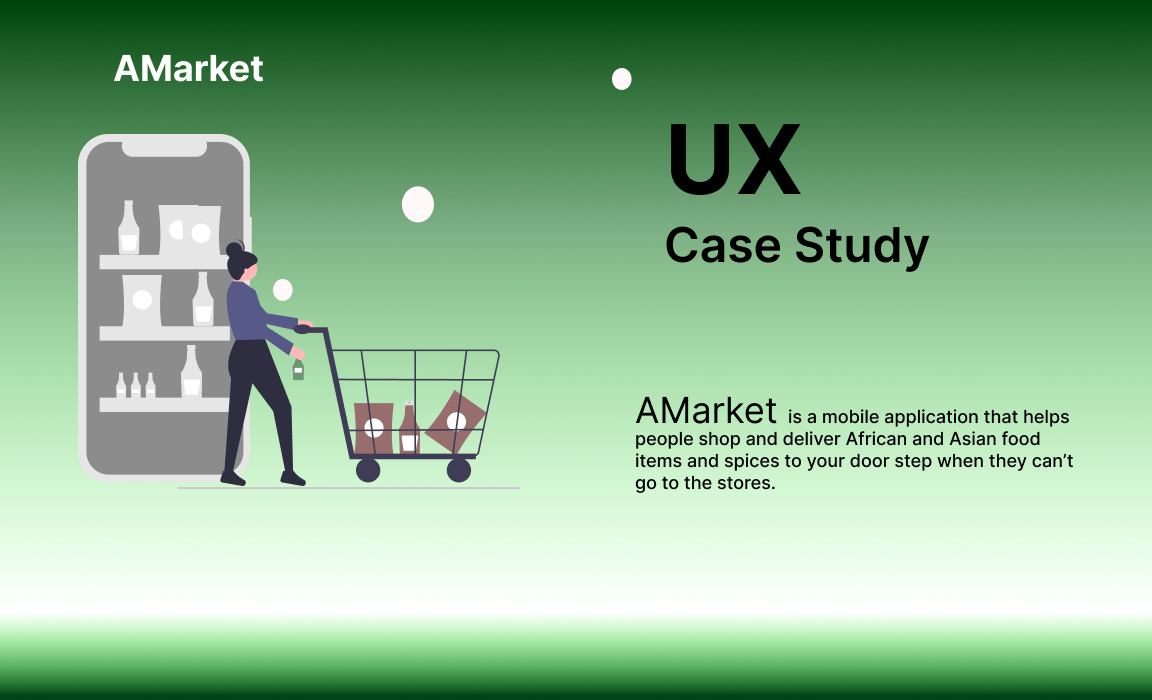 AMarket
UX
Case Study
AMarket is a mobile application that helps
people shop and deliver African and Asian food
items and spices to your door step when they can’t
go to the stores.